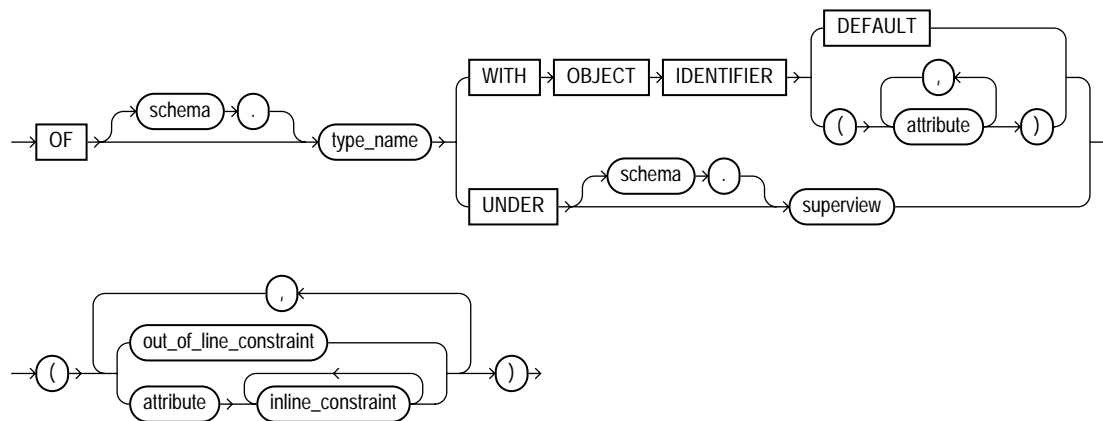 DEFAULT
WITH OBJECT IDENTIFIER
,
schema .
( attribute )
OF type_name
schema .
UNDER superview
,
out_of_line_constraint
( )
attribute inline_constraint